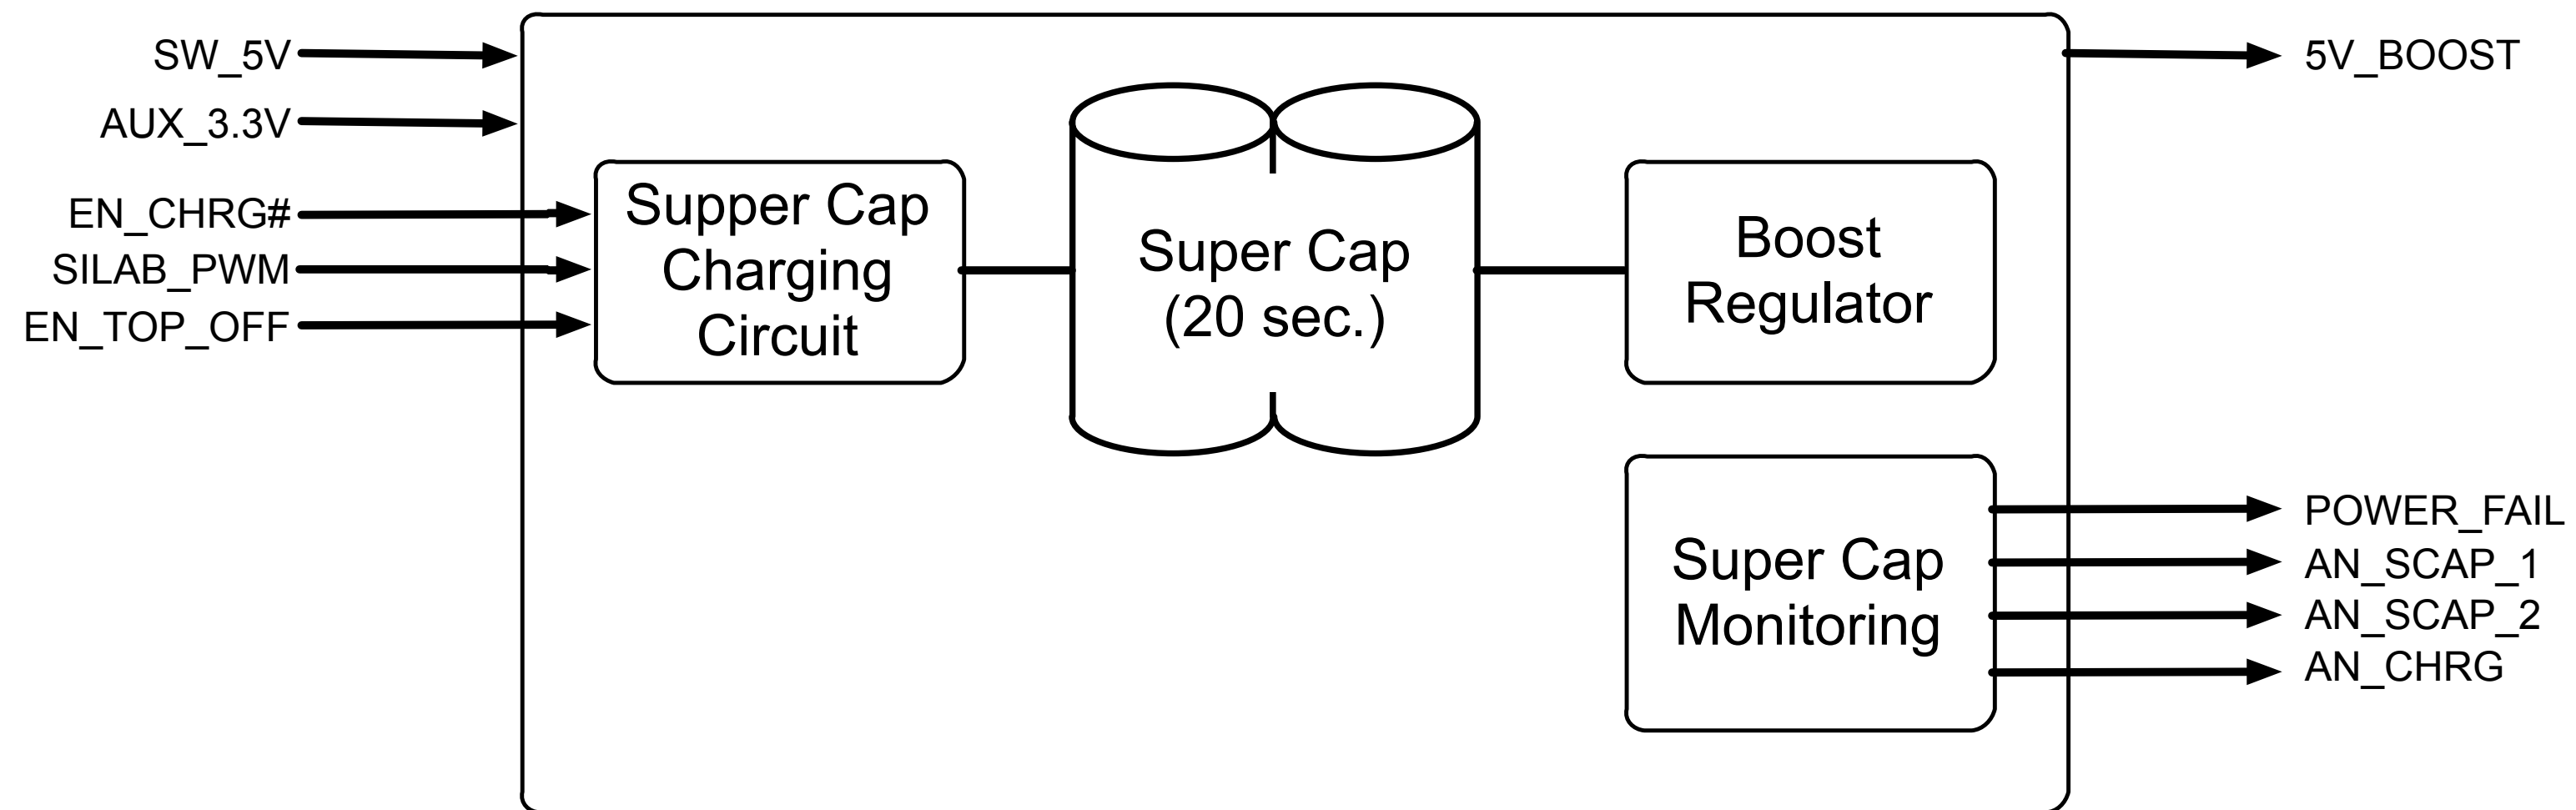 SW_5V
AUX_3.3V
EN_CHRG#
SILAB_PWM
EN_TOP_OFF
Supper Cap
Charging
Circuit
Super Cap
(20 sec.)
Boost
Regulator
5V_BOOST
Super Cap
Monitoring
POWER_FAIL
AN_SCAP_1
AN_SCAP_2
AN_CHRG